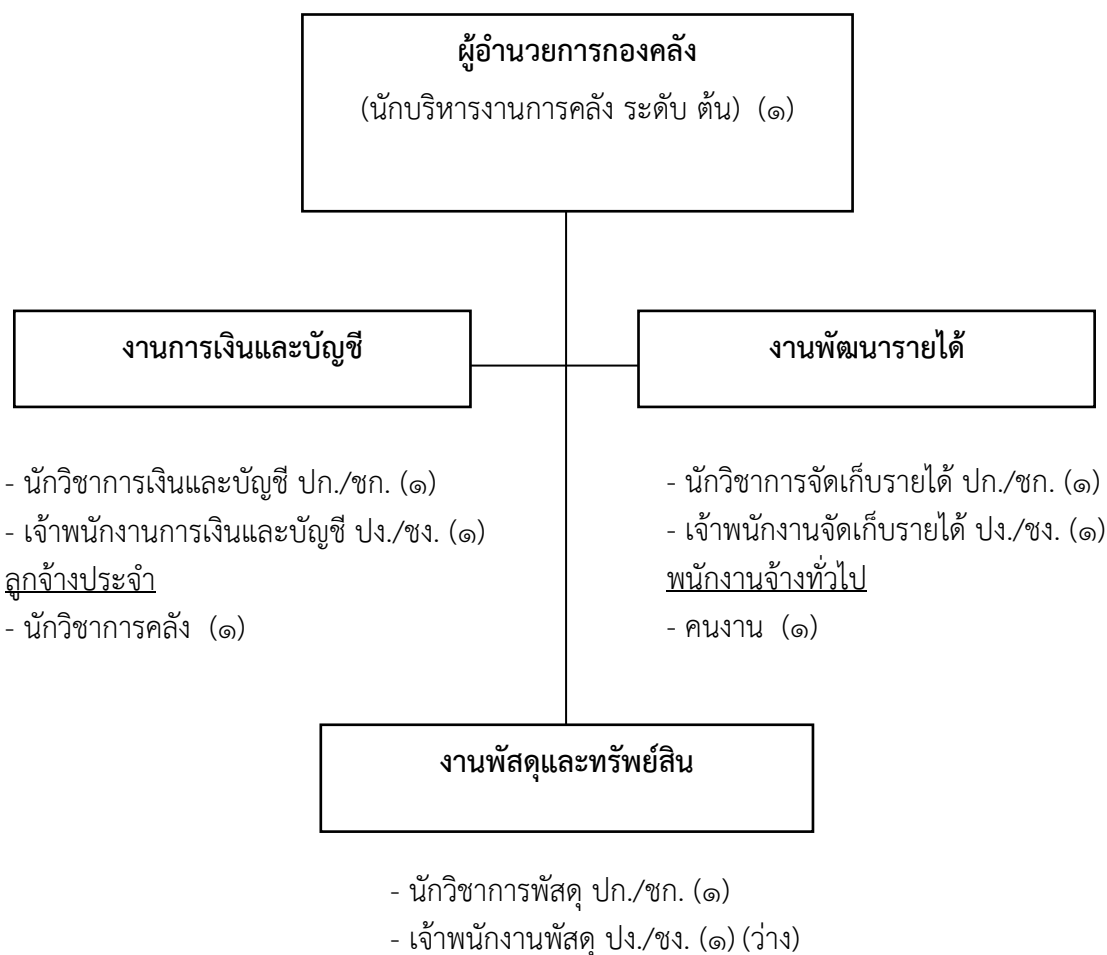 ผู้อำนวยการกองคลัง
(นักบริหารงานการคลัง ระดับ ต้น) (๑)
งานการเงินและบัญชี
- นักวิชาการเงินและบัญชี ปก./ชก. (๑)
- เจ้าพนักงานการเงินและบัญชี ปง./ชง. (๑)
ลูกจ้างประจำ
- นักวิชาการคลัง (๑)
งานพัฒนารายได้
- นักวิชาการจัดเก็บรายได้ ปก./ชก. (๑)
- เจ้าพนักงานจัดเก็บรายได้ ปง./ชง. (๑)
พนักงานจ้างทั่วไป
- คนงาน (๑)
งานพัสดุและทรัพย์สิน
- นักวิชาการพัสดุ ปก./ชก. (๑)
- เจ้าพนักงานพัสดุ ปง./ชง. (๑) (ว่าง)